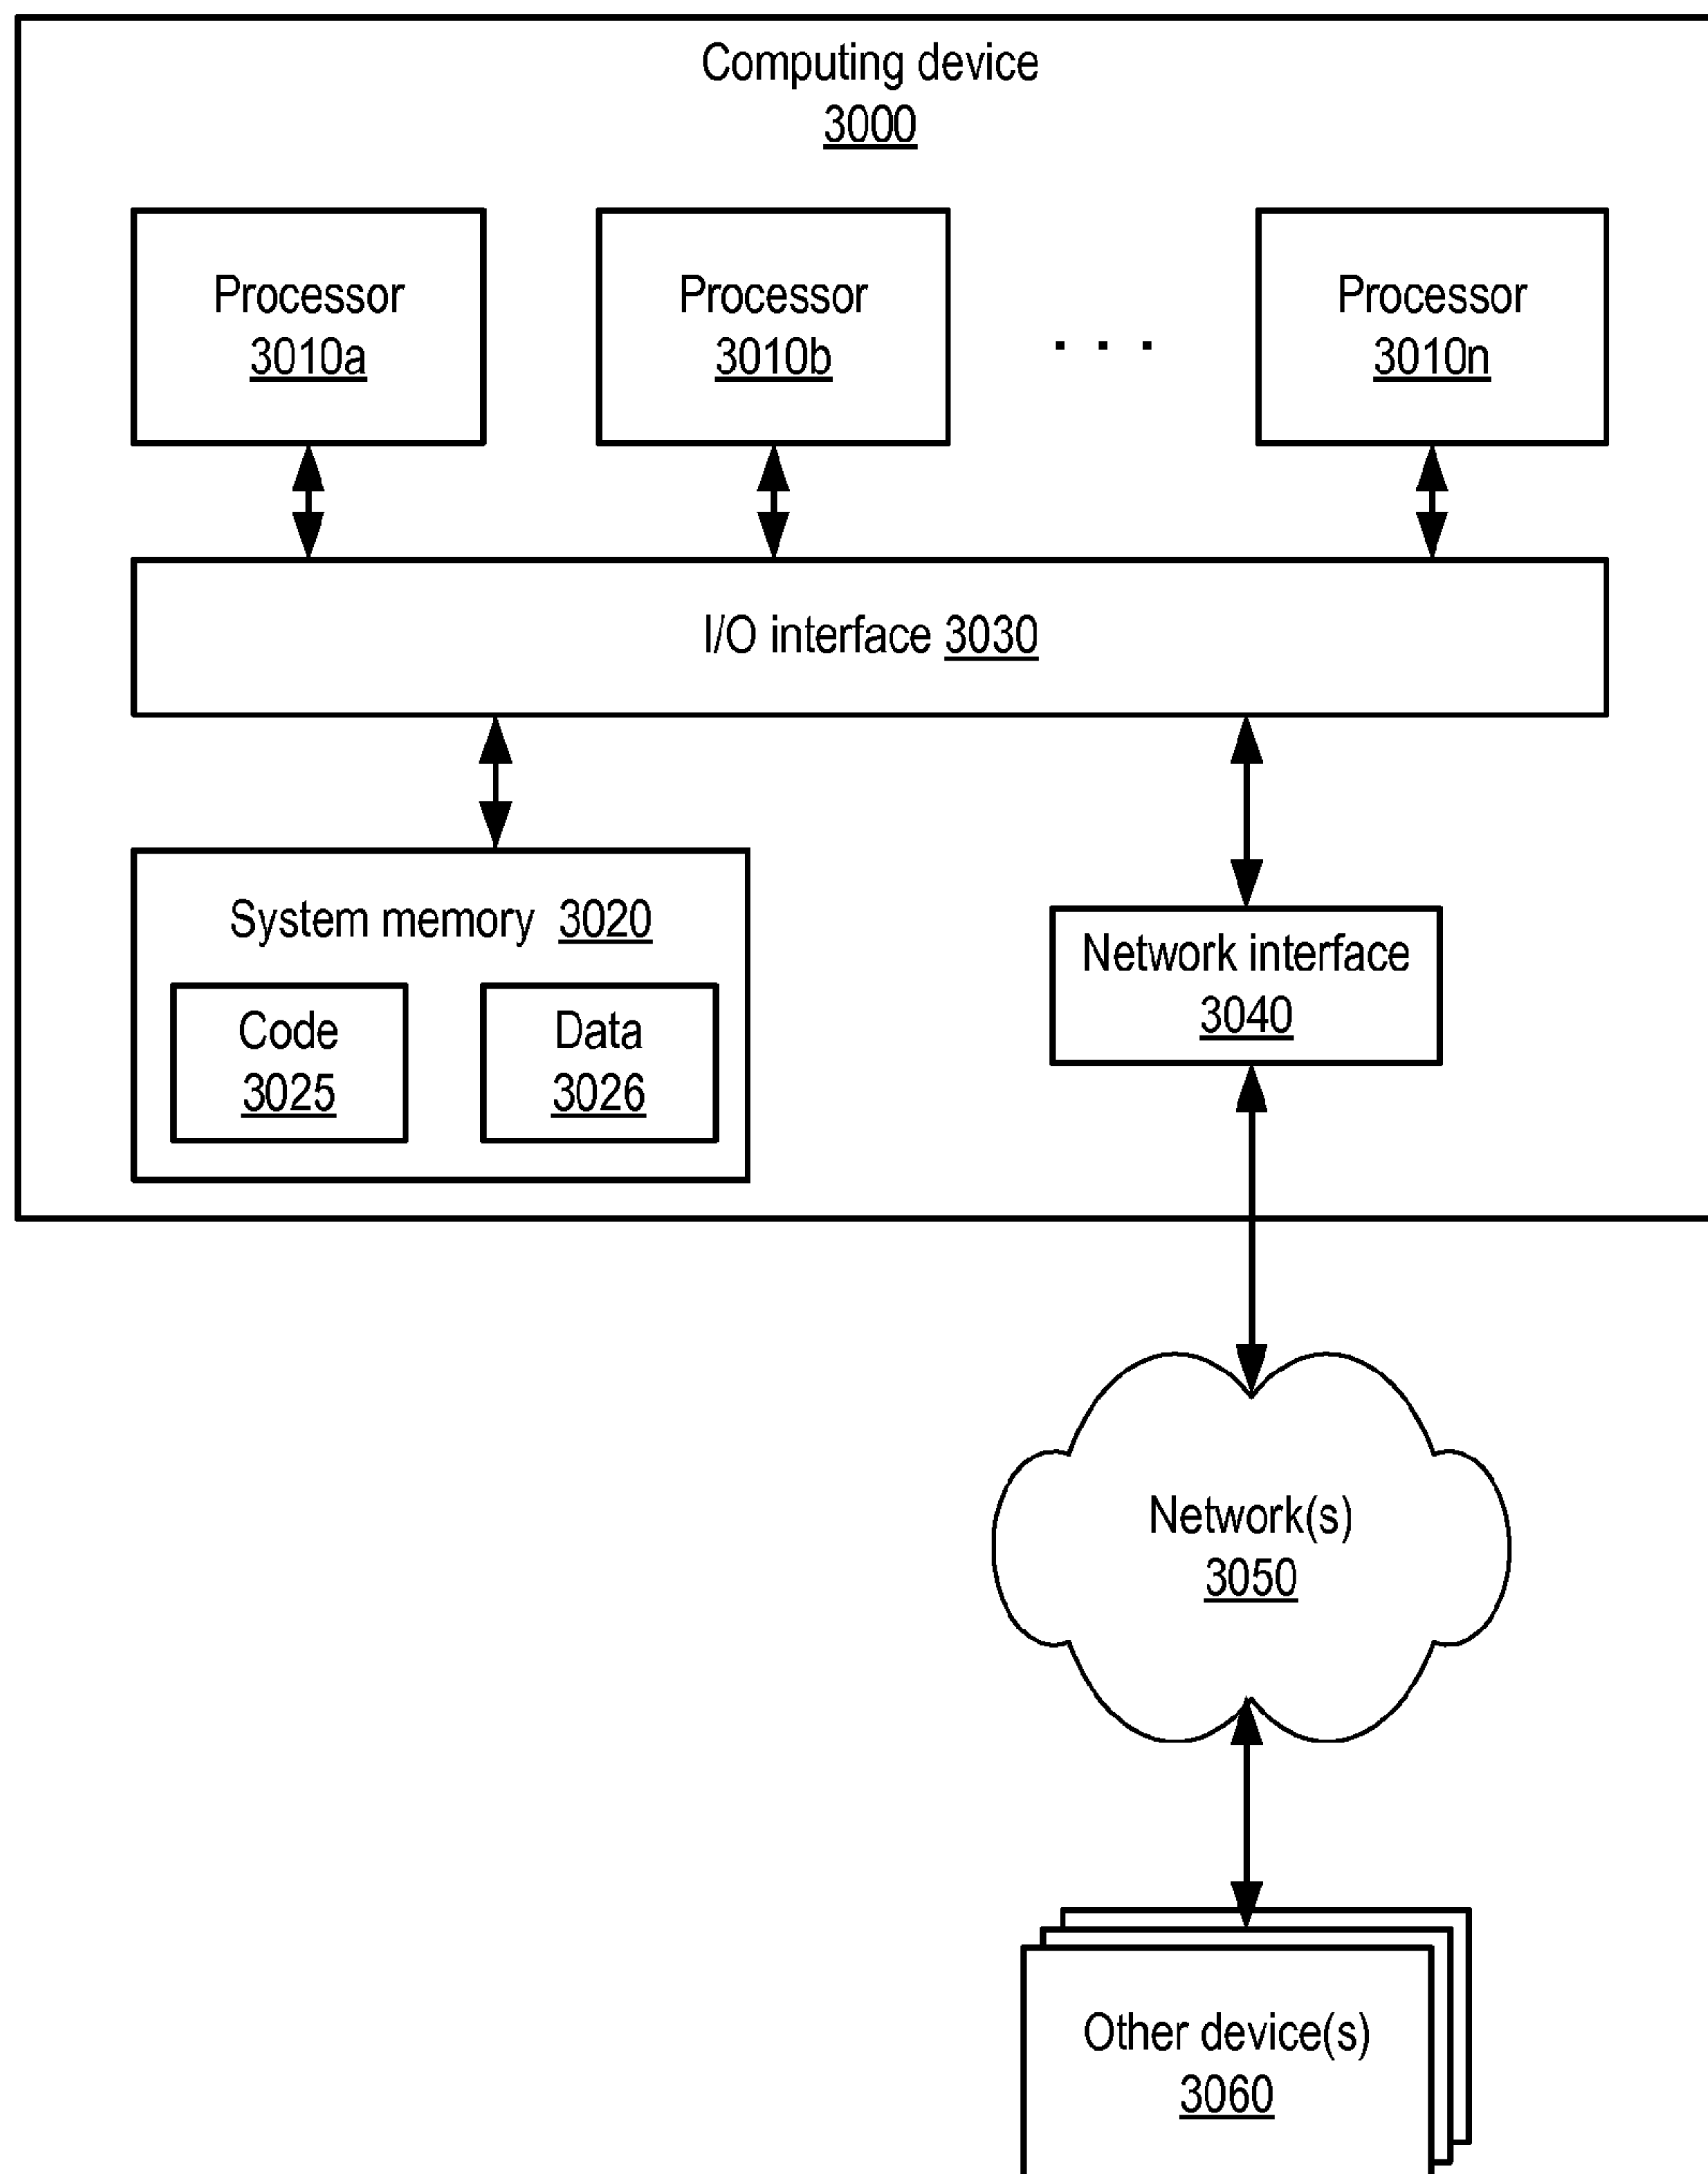 Computing device
3000
Processor
3010a
Processor
3010b
. . .
Processor
3010n
I/O interface 3030
System memory 3020
Code
3025
Data
3026
Network interface
3040
Network(s)
3050
Other device(s)
3060